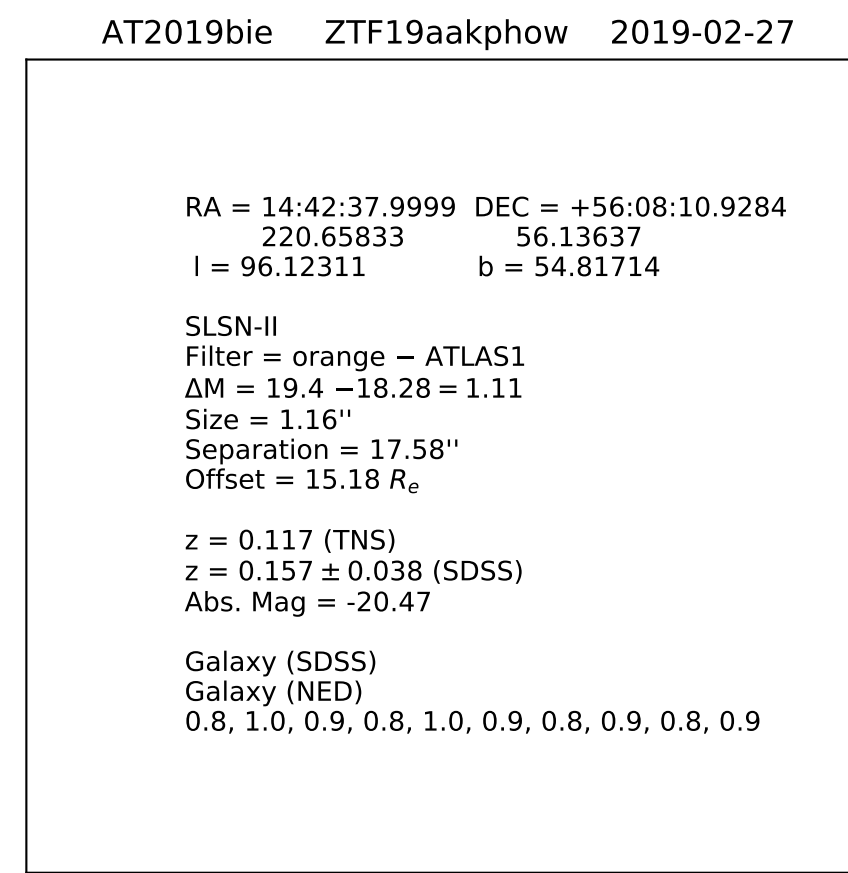 AT2019bie ZTF19aakphow 2019-02-27
RA = 14:42:37.9999 DEC = +56:08:10.9284
220.65833 56.13637
l = 96.12311 b = 54.81714
SLSN-II
Filter = orange − ATLAS1
ΔM = 19.4 −18.28 = 1.11
Size = 1.16''
Separation = 17.58''
Offset = 15.18 Rₑ
z = 0.117 (TNS)
z = 0.157 ± 0.038 (SDSS)
Abs. Mag = -20.47
Galaxy (SDSS)
Galaxy (NED)
0.8, 1.0, 0.9, 0.8, 1.0, 0.9, 0.8, 0.9, 0.8, 0.9